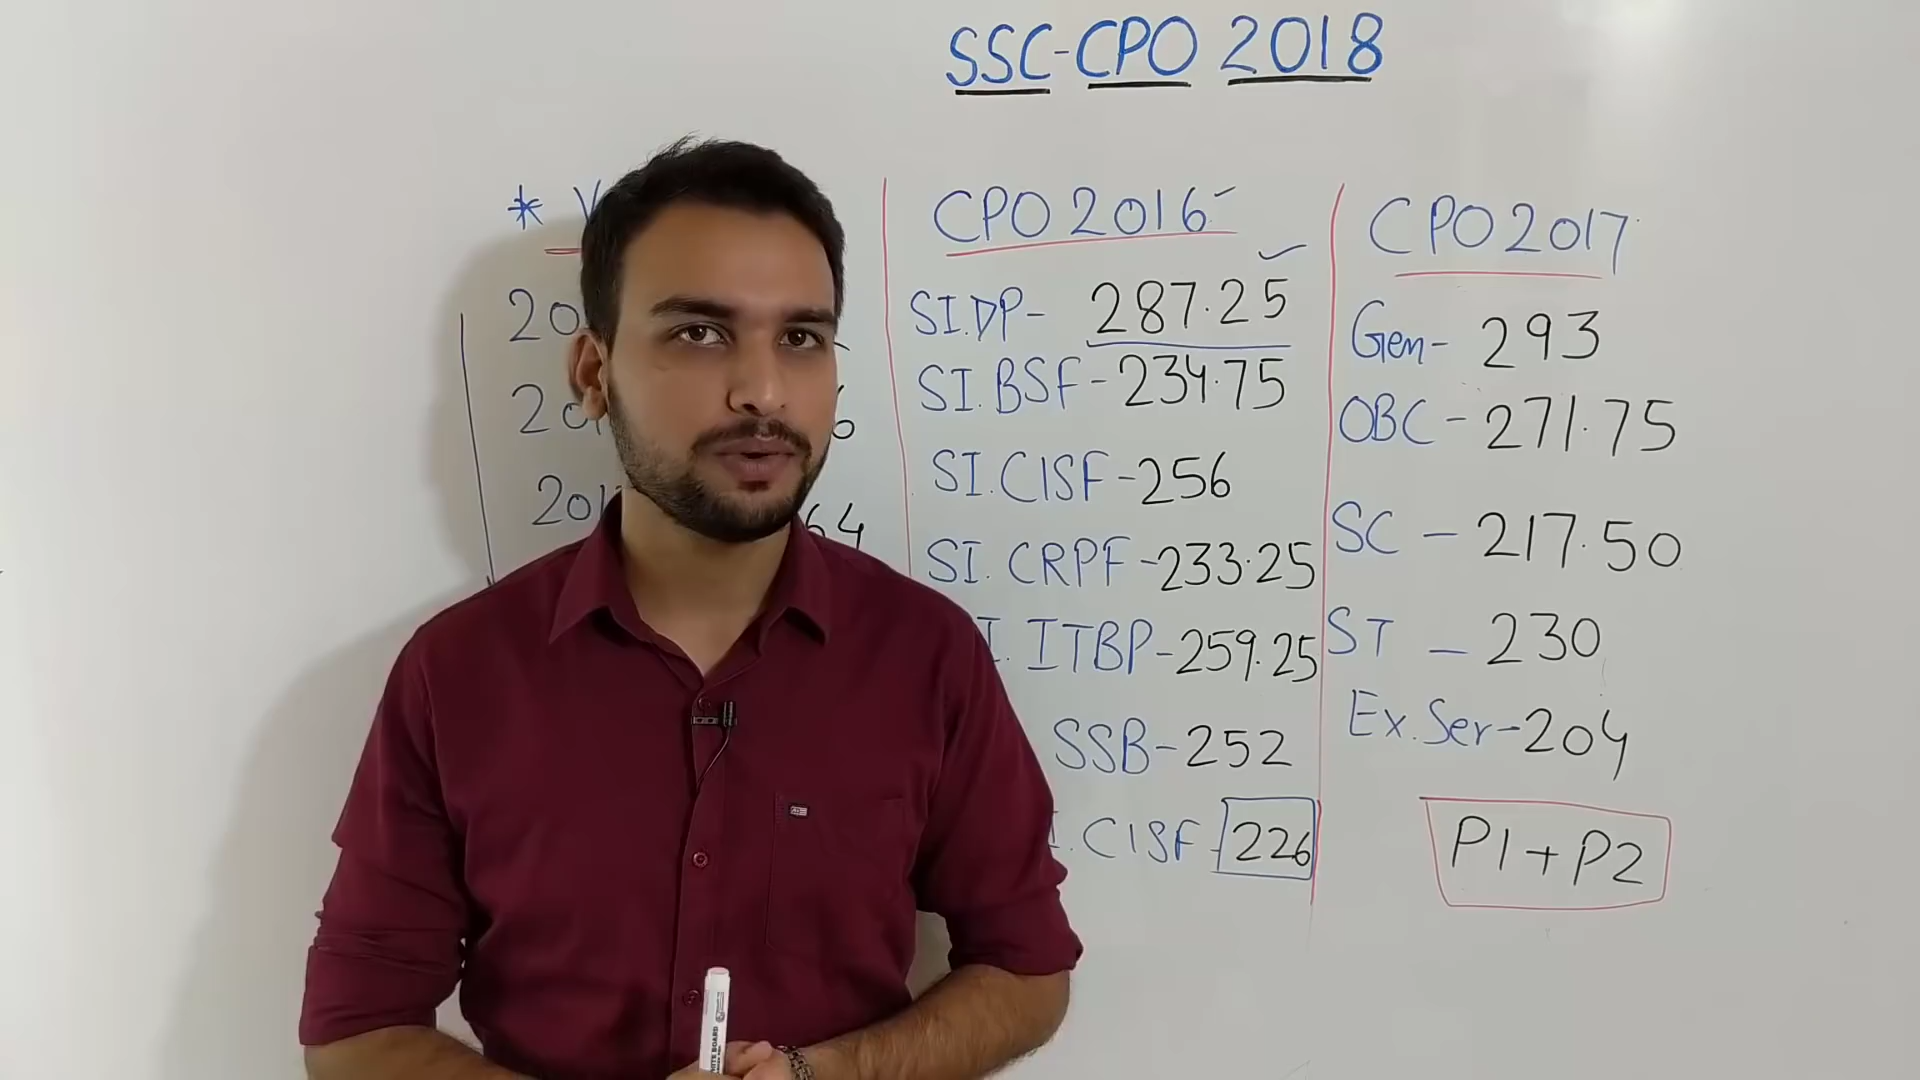 SSC-CPO 2018
*
CPO 2016
SI.DP- 287.25
SI.BSF-234.75
SI.CISF-256
SI. CRPF-233.25
I. ITBP-259.25
SSB-252
I. CISF-226
CPO 2017
Gen- 293
OBC-271.75
SC-217.50
ST-230
Ex.Ser-204
P1+P2